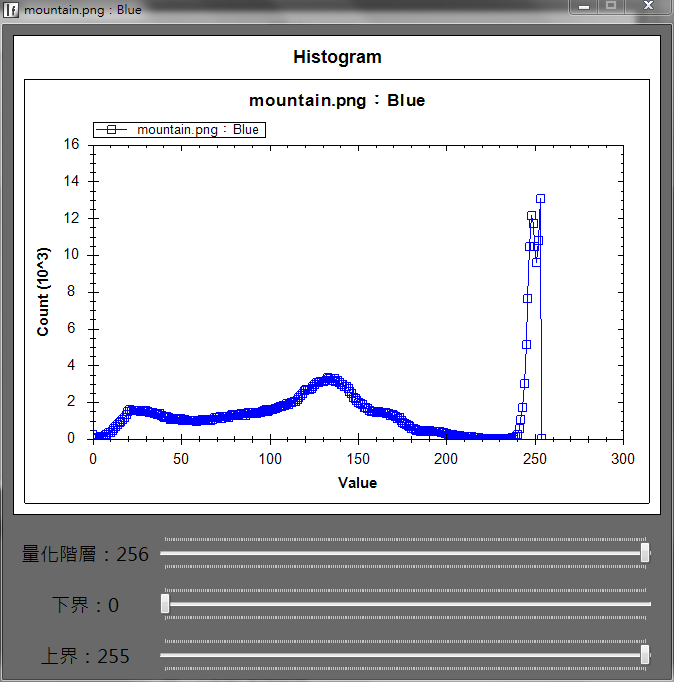 mountain.png : Blue
Histogram
mountain.png : Blue
mountain.png : Blue
16
14
12
10
8
6
4
2
0
Count (10^3)
0 50 100 150 200 250 300
Value
量化階層：256
下界：0
上界：255